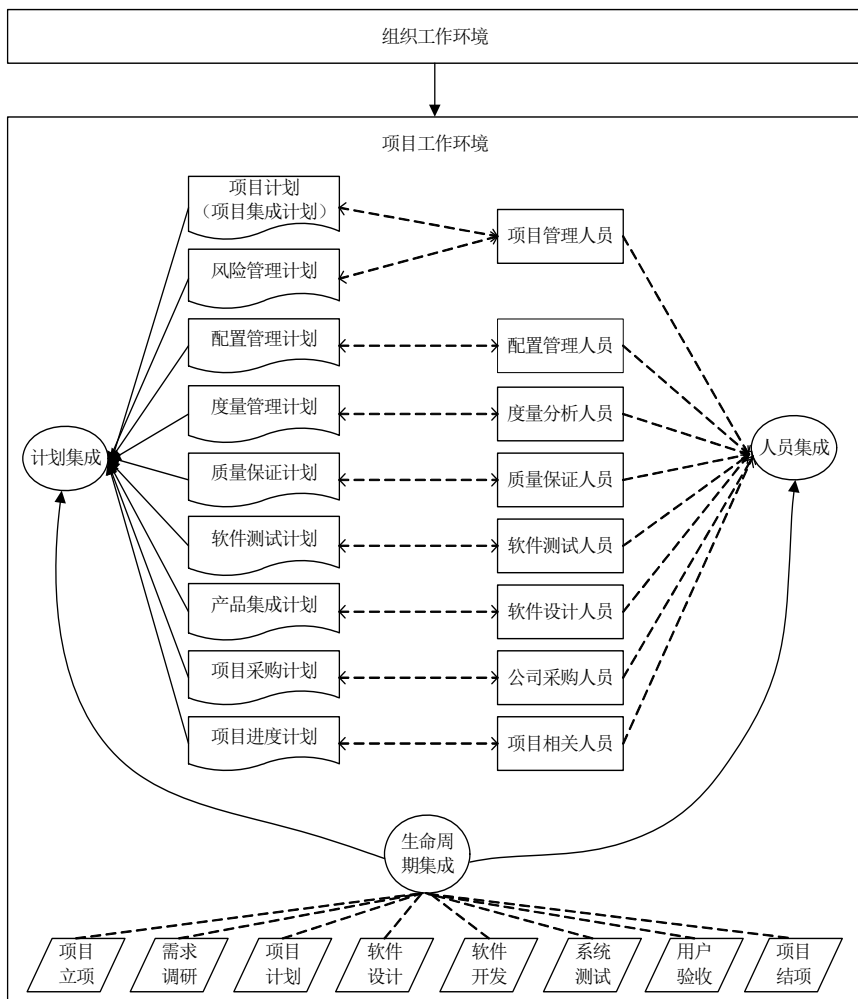 组织工作环境
项目工作环境
项目计划
（项目集成计划）
项目管理人员
风险管理计划
配置管理计划
配置管理人员
度量管理计划
度量分析人员
计划集成
人员集成
质量保证计划
质量保证人员
软件测试计划
软件测试人员
产品集成计划
软件设计人员
项目采购计划
公司采购人员
项目进度计划
项目相关人员
生命周
期集成
项目
立项
需求
调研
项目
计划
软件
设计
软件
开发
系统
测试
用户
验收
项目
结项